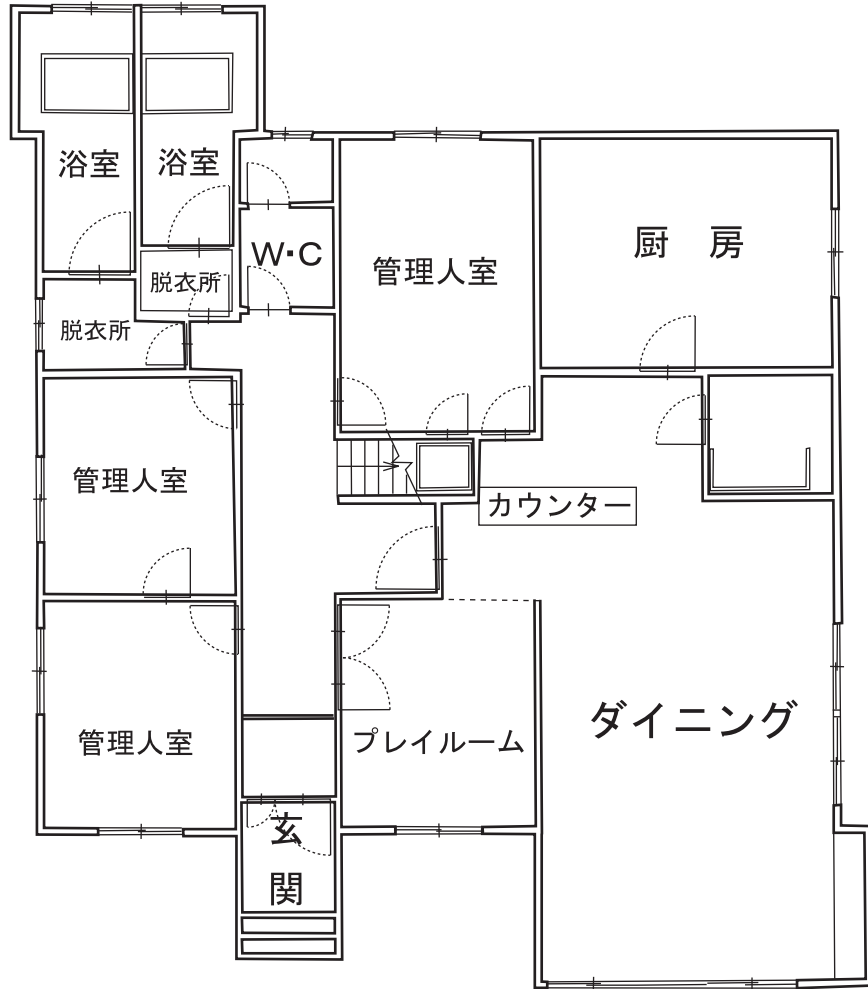 浴室
浴室
W・C
厨 房
管理人室
脱衣所
脱衣所
管理人室
カウンター
ダイニング
管理人室
プレイルーム
玄
関